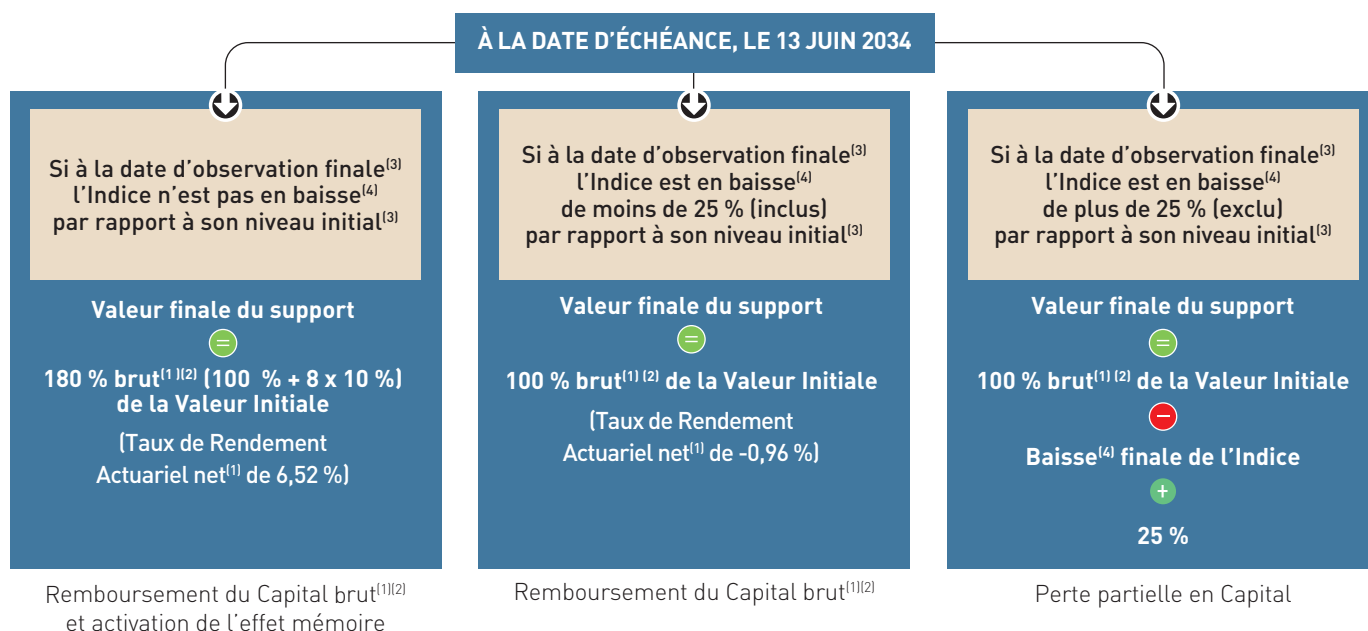 À LA DATE D'ÉCHÉANCE, LE 13 JUIN 2034
Si à la date d'observation finale(3)
l'Indice n'est pas en baisse(4)
par rapport à son niveau initial(3)
Valeur finale du support
=
180 % brut(1)(2) (100 % + 8 x 10 %)
de la Valeur Initiale
(Taux de Rendement
Actuariel net(1) de 6,52 %)
Remboursement du Capital brut(1)(2)
et activation de l'effet mémoire
Si à la date d'observation finale(3)
l'Indice est en baisse(4)
de moins de 25 % (inclus)
par rapport à son niveau initial(3)
Valeur finale du support
=
100 % brut(1) (2) de la Valeur Initiale
(Taux de Rendement
Actuariel net(1) de -0,96 %)
Remboursement du Capital brut(1)(2)
Si à la date d'observation finale(3)
l'Indice est en baisse(4)
de plus de 25 % (exclu)
par rapport à son niveau initial(3)
Valeur finale du support
=
100 % brut(1) (2) de la Valeur Initiale
−
Baisse(4) finale de l'Indice
+
25 %
Perte partielle en Capital